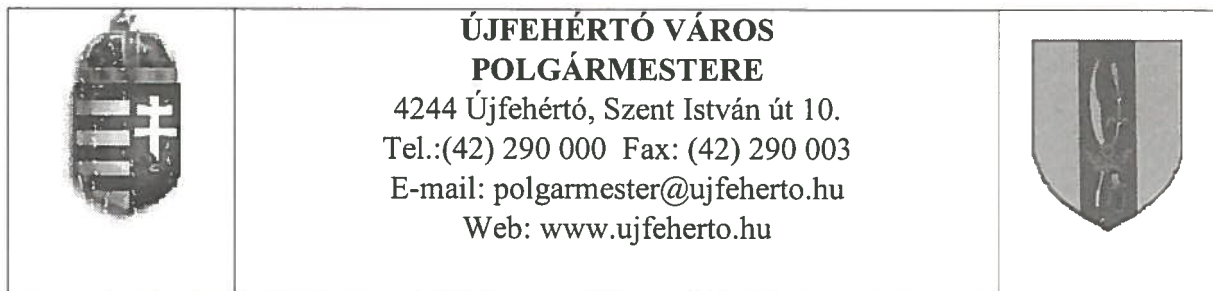 ÚJFEHÉRTÓ VÁROS
POLGÁRMESTERE
4244 Újfehértó, Szent István út 10.
Tel.:(42) 290 000 Fax: (42) 290 003
E-mail: polgarmester@ujfeherto.hu
Web: www.ujfeherto.hu